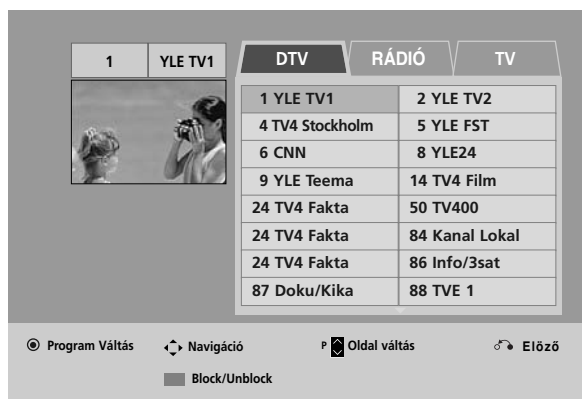 1 YLE TV1 DTV RÁDIÓ TV
1 YLE TV1 2 YLE TV2
4 TV4 Stockholm 5 YLE FST
6 CNN 8 YLE24
9 YLE Teema 14 TV4 Film
24 TV4 Fakta 50 TV400
24 TV4 Fakta 84 Kanal Lokal
24 TV4 Fakta 86 Info/3sat
87 Doku/Kika 88 TVE 1
Program Váltás Navigáció P Oldal váltás Elözö
Block/Unblock